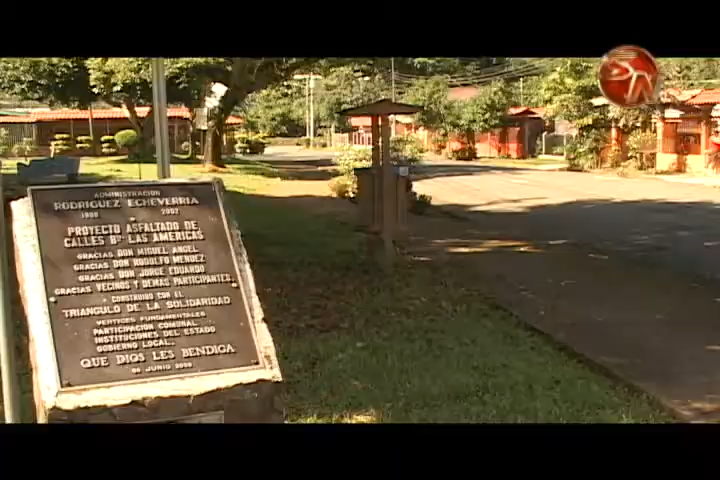 ADMINISTRACION
RODRIGUEZ ECHEVERRIA
1998 2002
PROYECTO ASFALTADO DE
CALLES Bº LAS AMERICAS
GRACIAS DON MIGUEL ANGEL
GRACIAS DON RODOLFO MENDEZ
GRACIAS DON JORGE EDUARDO
GRACIAS VECINOS Y DEMAS PARTICIPANTES.
CONSTRUIDO CON EL
TRIANGULO DE LA SOLIDARIDAD
VERTICES FUNDAMENTALES
PARTICIPACION COMUNAL
INSTITUCIONES DEL ESTADO
GOBIERNO LOCAL.
QUE DIOS LES BENDIGA
JUNIO